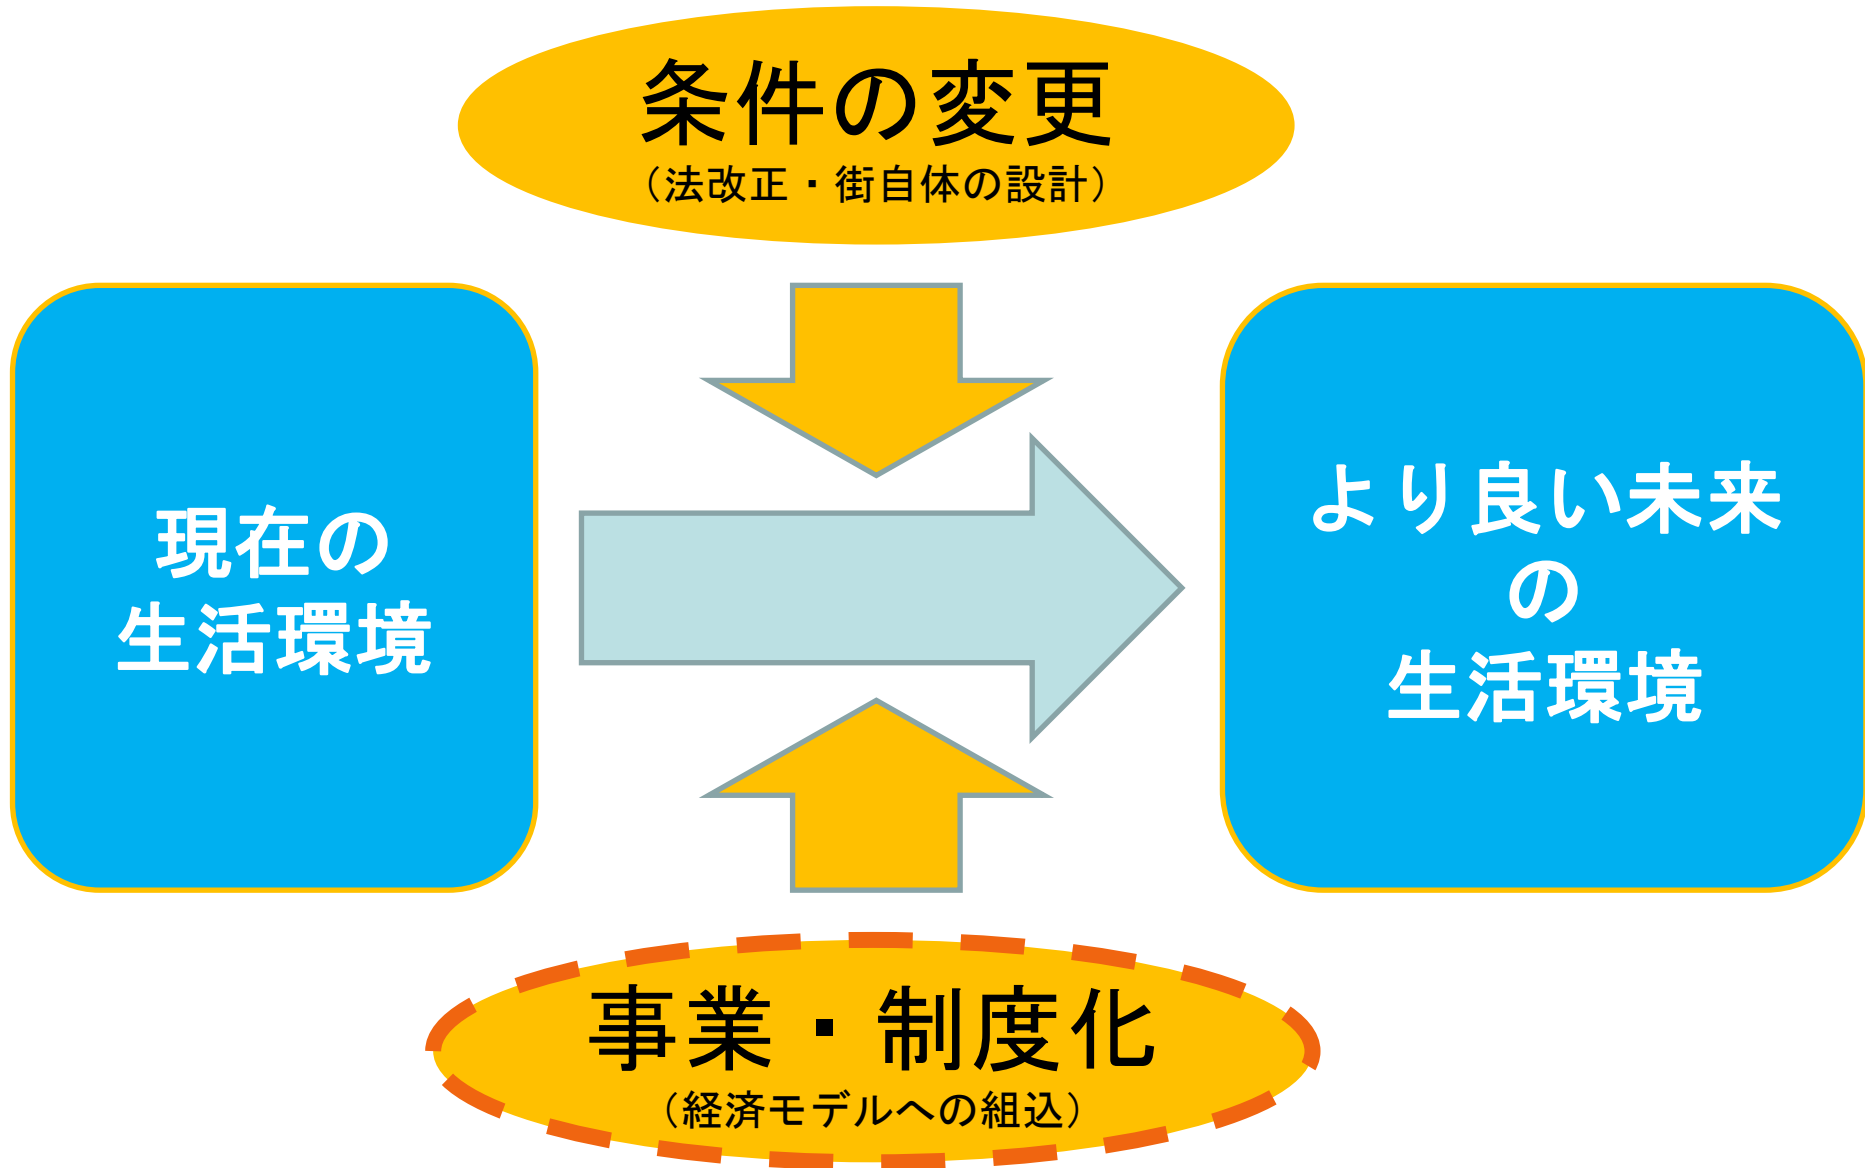 条件の変更
（法改正・街自体の設計）
現在の
生活環境
より良い未来
の
生活環境
事業・制度化
（経済モデルへの組込）